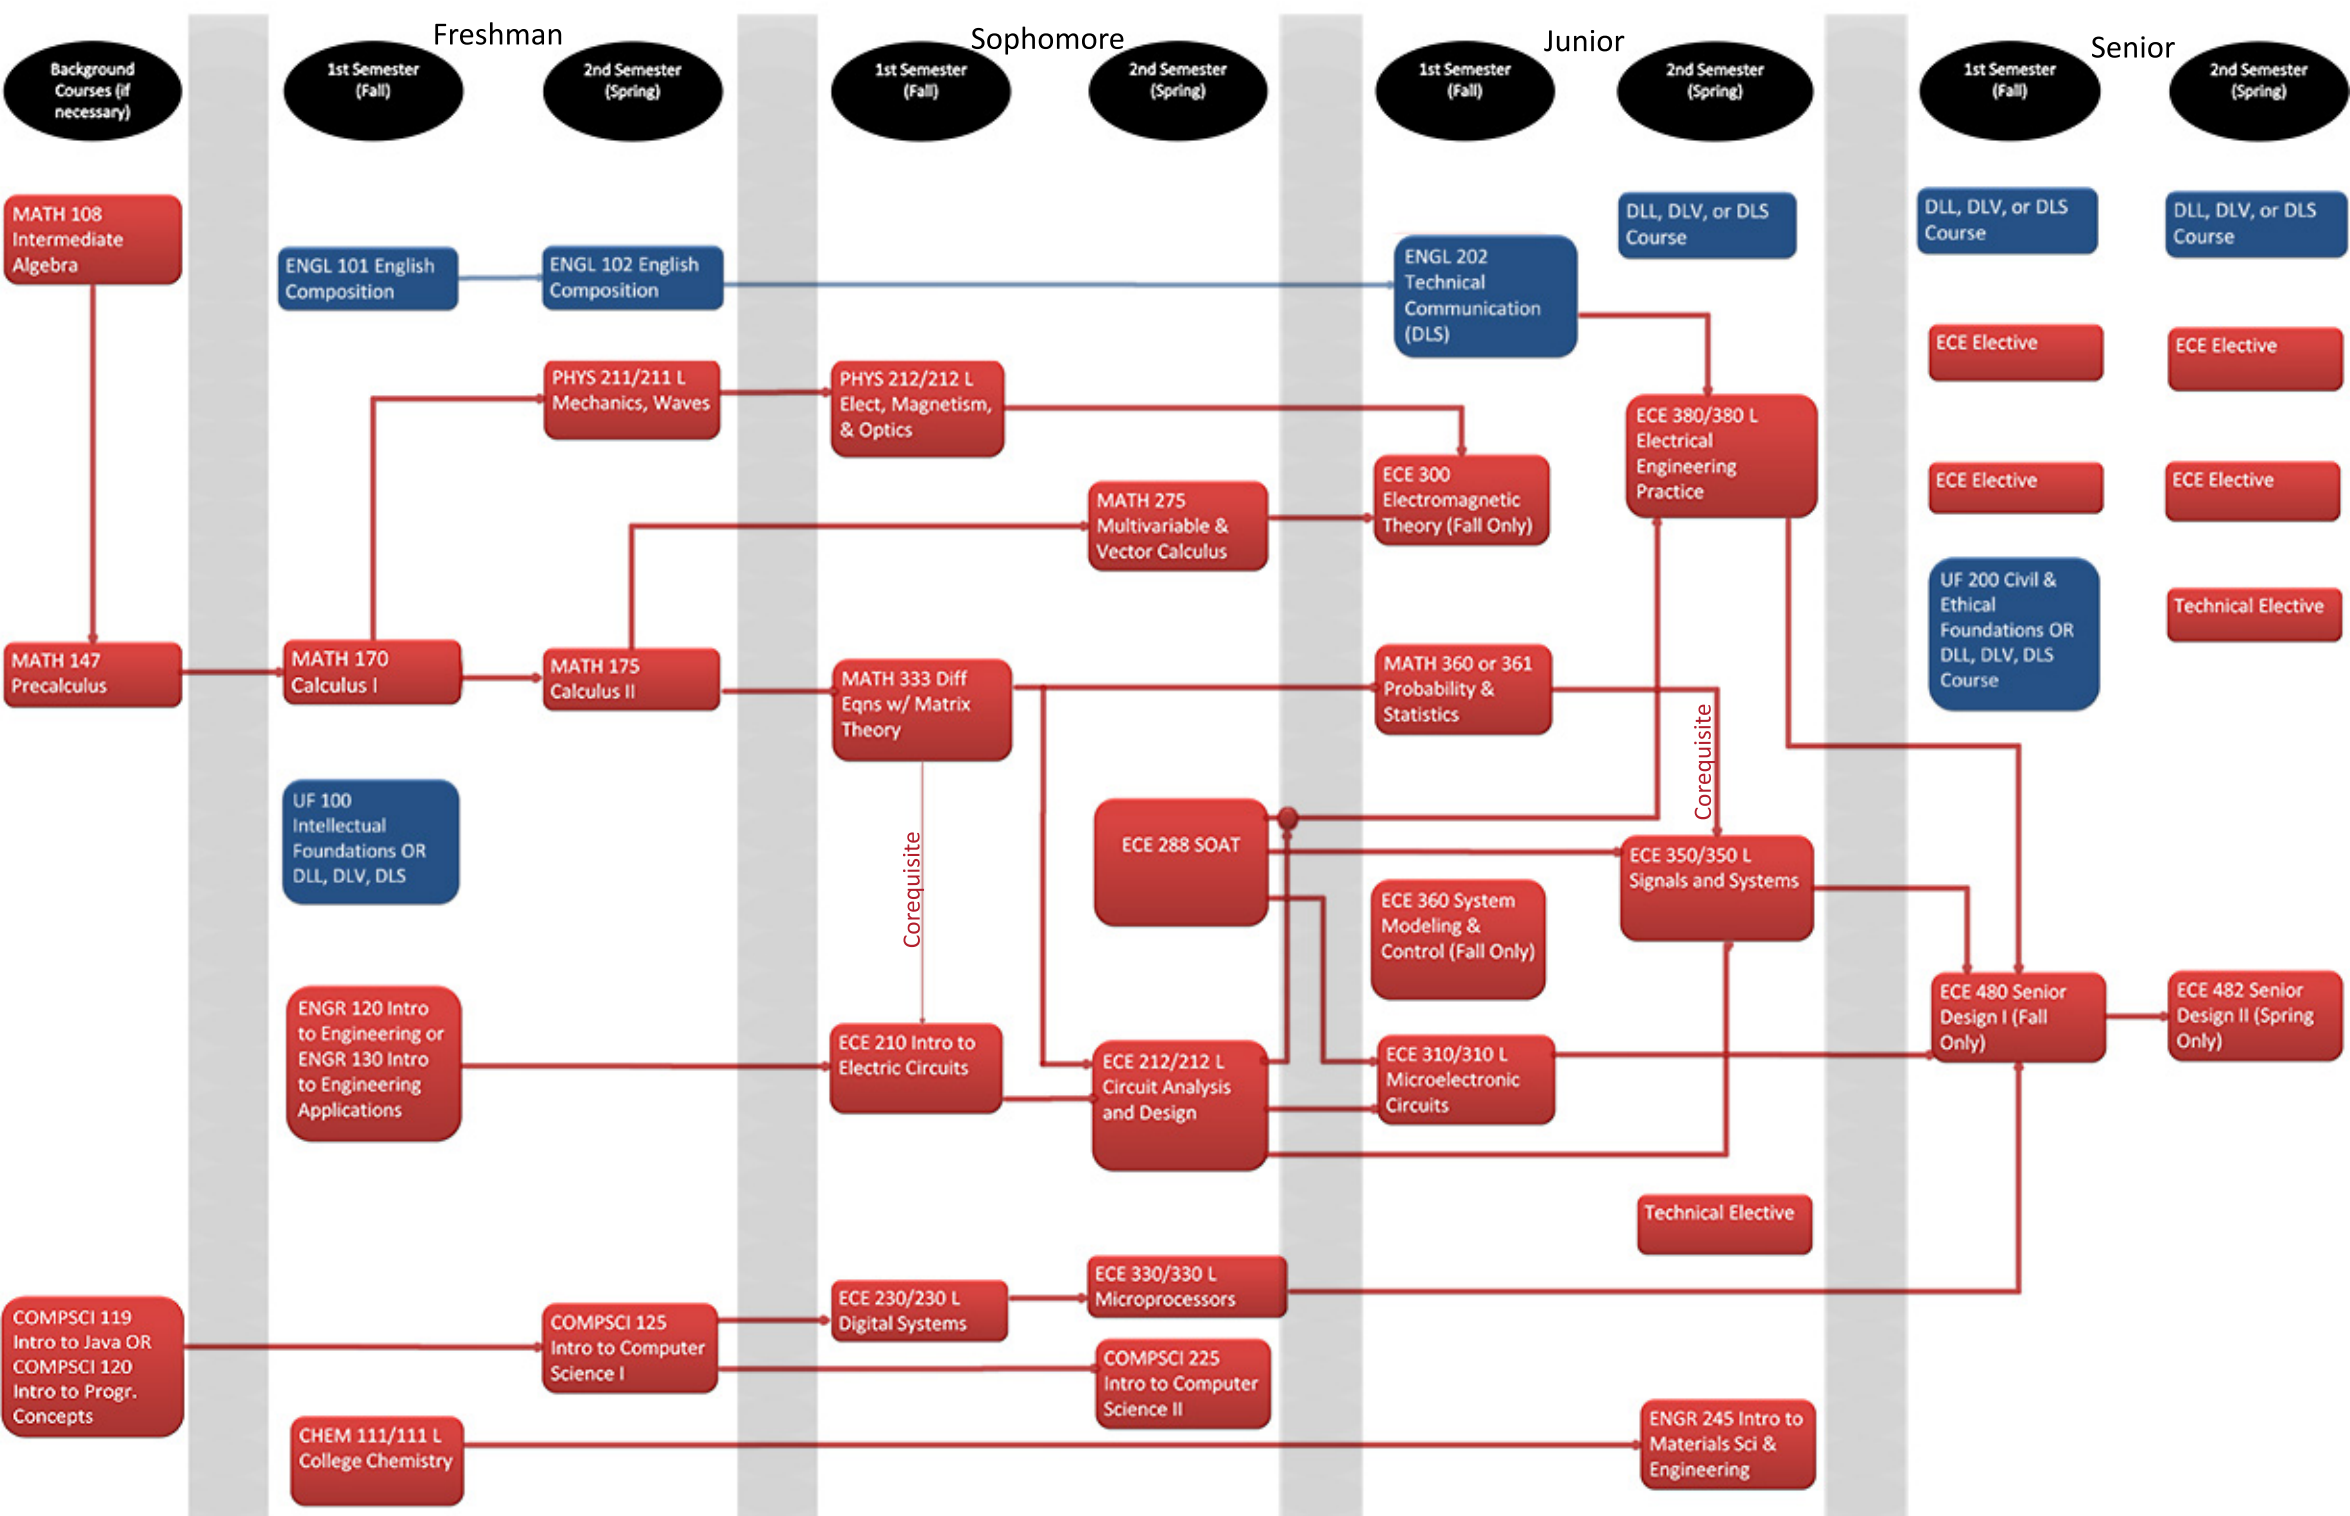 Freshman
Sophomore
Junior
Senior
Background
Courses (if
necessary)
1st Semester
(Fall)
2nd Semester
(Spring)
1st Semester
(Fall)
2nd Semester
(Spring)
1st Semester
(Fall)
2nd Semester
(Spring)
1st Semester
(Fall)
2nd Semester
(Spring)
MATH 108
Intermediate
Algebra
MATH 147
Precalculus
COMPSCI 119
Intro to Java OR
COMPSCI 120
Intro to Progr.
Concepts
ENGL 101 English
Composition
MATH 170
Calculus I
UF 100
Intellectual
Foundations OR
DLL, DLV, DLS
ENGR 120 Intro
to Engineering or
ENGR 130 Intro
to Engineering
Applications
CHEM 111/111 L
College Chemistry
ENGL 102 English
Composition
PHYS 211/211 L
Mechanics, Waves
MATH 175
Calculus II
COMPSCI 125
Intro to Computer
Science I
PHYS 212/212 L
Elect, Magnetism,
& Optics
MATH 333 Diff
Eqns w/ Matrix
Theory
Corequisite
ECE 210 Intro to
Electric Circuits
ECE 230/230 L
Digital Systems
MATH 275
Multivariable &
Vector Calculus
ECE 288 SOAT
ECE 212/212 L
Circuit Analysis
and Design
ECE 330/330 L
Microprocessors
COMPSCI 225
Intro to Computer
Science II
ENGL 202
Technical
Communication
(DLS)
ECE 300
Electromagnetic
Theory (Fall Only)
MATH 360 or 361
Probability &
Statistics
ECE 360 System
Modeling &
Control (Fall Only)
ECE 310/310 L
Microelectronic
Circuits
DLL, DLV, or DLS
Course
ECE 380/380 L
Electrical
Engineering
Practice
Corequisite
ECE 350/350 L
Signals and Systems
Technical Elective
ENGR 245 Intro to
Materials Sci &
Engineering
DLL, DLV, or DLS
Course
ECE Elective
ECE Elective
UF 200 Civil &
Ethical
Foundations OR
DLL, DLV, DLS
Course
ECE 480 Senior
Design I (Fall
Only)
DLL, DLV, or DLS
Course
ECE Elective
ECE Elective
Technical Elective
ECE 482 Senior
Design II (Spring
Only)